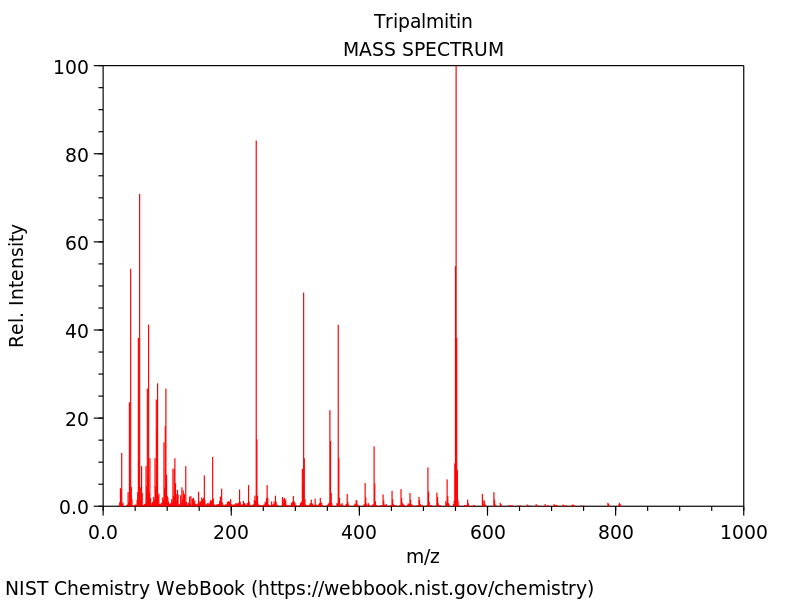 Tripalmitin
MASS SPECTRUM
100
80
60
40
20
0.0
Rel. Intensity
0.0 200 400 600 800 1000
m/z
NIST Chemistry WebBook (https://webbook.nist.gov/chemistry)